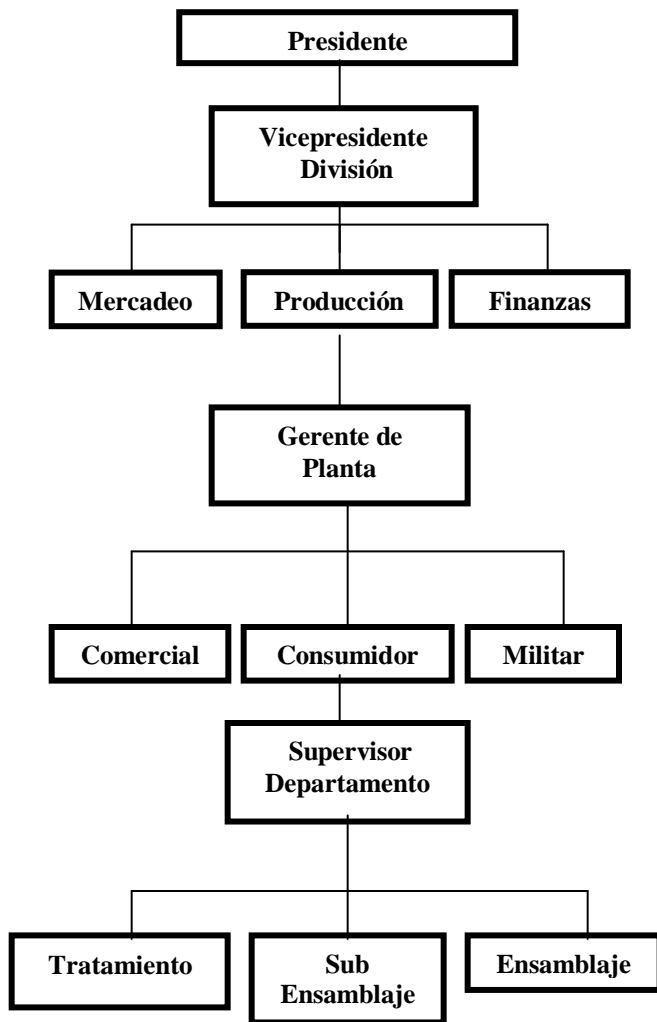 Presidente
Vicepresidente
División
Mercadeo
Producción
Finanzas
Gerente de
Planta
Comercial
Consumidor
Militar
Supervisor
Departamento
Tratamiento
Sub
Ensamblaje
Ensamblaje